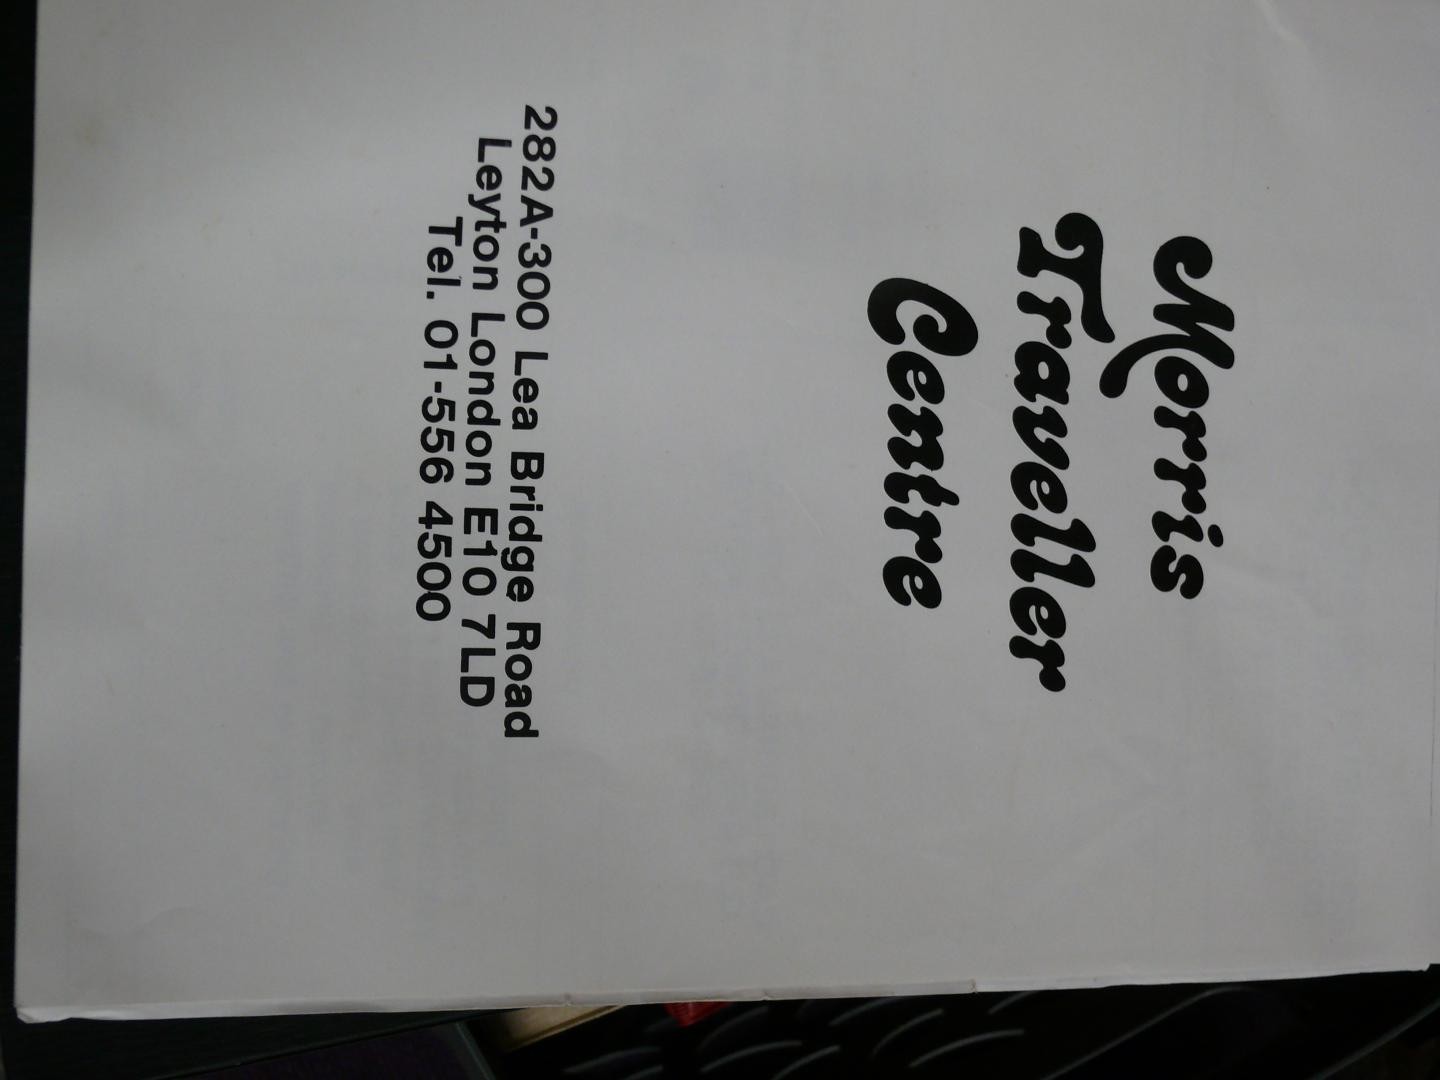 Morris
Traveller
Centre
282A-300 Lea Bridge Road
Leyton London E10 7LD
Tel. 01-556 4500